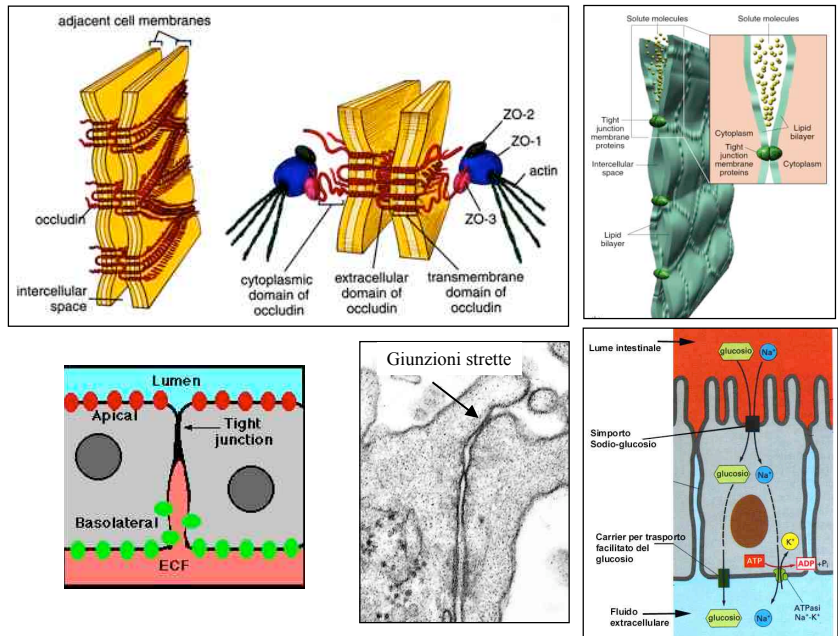 adjacent cell membranes
occludin
intercellular
space
ZO-2
ZO-1
actin
ZO-3
cytoplasmic
domain of
occludin
extracellular
domain of
occludin
transmembrane
domain of
occludin
Solute molecules
Solute molecules
Tight
junction
membrane
proteins
Intercellular
space
Lipid
bilayer
Cytoplasm
Lipid
bilayer
Tight
junction
membrane
proteins
Cytoplasm
Lumen
Apical
Tight
junction
Basolateral
ECF
Giunzioni strette
Lume intestinale
glucosio
Na⁺
Simporto
Sodio-glucosio
glucosio
Na⁺
Carrier per trasporto
facilitato del
glucosio
K⁺
ATP
ADP +Pi
ATPasi
Na⁺-K⁺
Fluido
extracellulare
glucosio
Na⁺